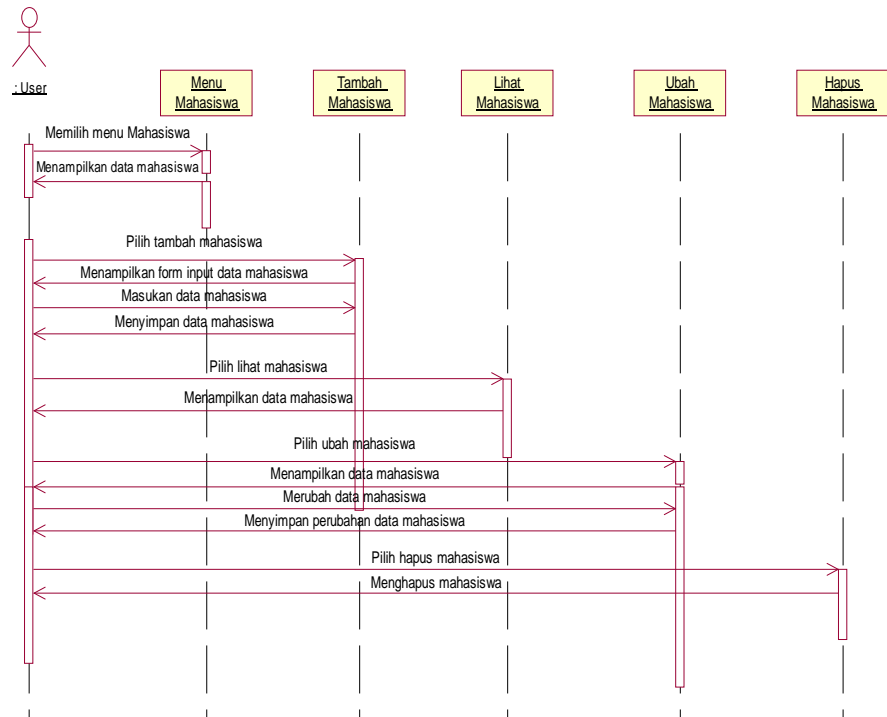 : User
Menu
Mahasiswa
Tambah
Mahasiswa
Lihat
Mahasiswa
Ubah
Mahasiswa
Hapus
Mahasiswa
Memilih menu Mahasiswa
Menampilkan data mahasiswa
Pilih tambah mahasiswa
Menampilkan form input data mahasiswa
Masukan data mahasiswa
Menyimpan data mahasiswa
Pilih lihat mahasiswa
Menampilkan data mahasiswa
Pilih ubah mahasiswa
Menampilkan data mahasiswa
Merubah data mahasiswa
Menyimpan perubahan data mahasiswa
Pilih hapus mahasiswa
Menghapus mahasiswa